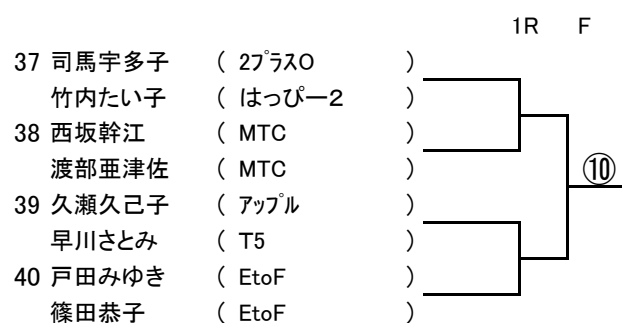 1R F
37 司馬宇多子 ( 2プラスO )
竹内たい子 ( はっぴー2 )
38 西坂幹江 ( MTC )
渡部亜津佐 ( MTC )
⑩
39 久瀬久己子 ( アップル )
早川さとみ ( T5 )
40 戸田みゆき ( EtoF )
篠田恭子 ( EtoF )